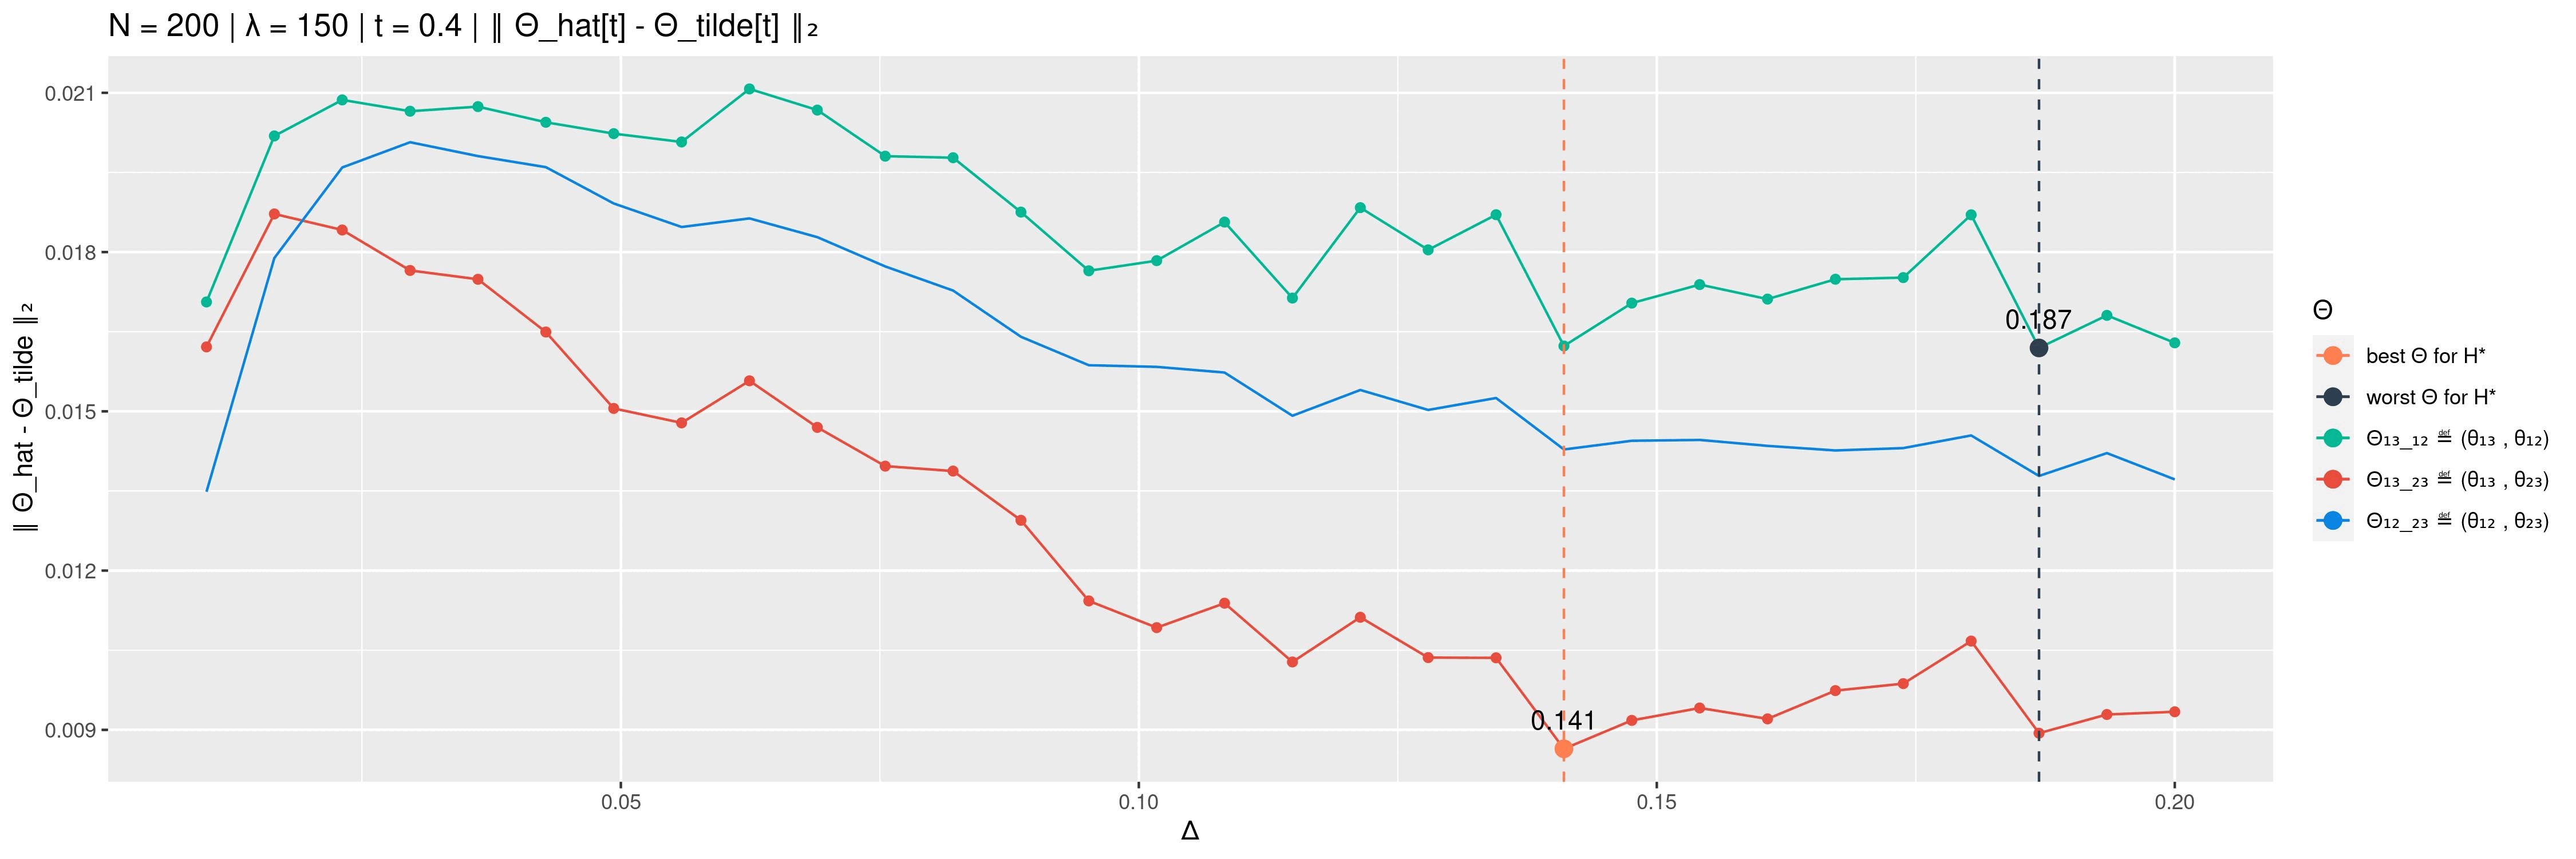 N = 200 | λ = 150 | t = 0.4 | ‖ Θ_hat[t] - Θ_tilde[t] ‖₂
‖ Θ_hat - Θ_tilde ‖₂
0.021
0.018
0.015
0.012
0.009
0.187
0.141
0.05 0.10 0.15 0.20
Δ
Θ
best Θ for H*
worst Θ for H*
Θ₁₃_₁₂ ≝ (θ₁₃ , θ₁₂)
Θ₁₃_₂₃ ≝ (θ₁₃ , θ₂₃)
Θ₁₂_₂₃ ≝ (θ₁₂ , θ₂₃)